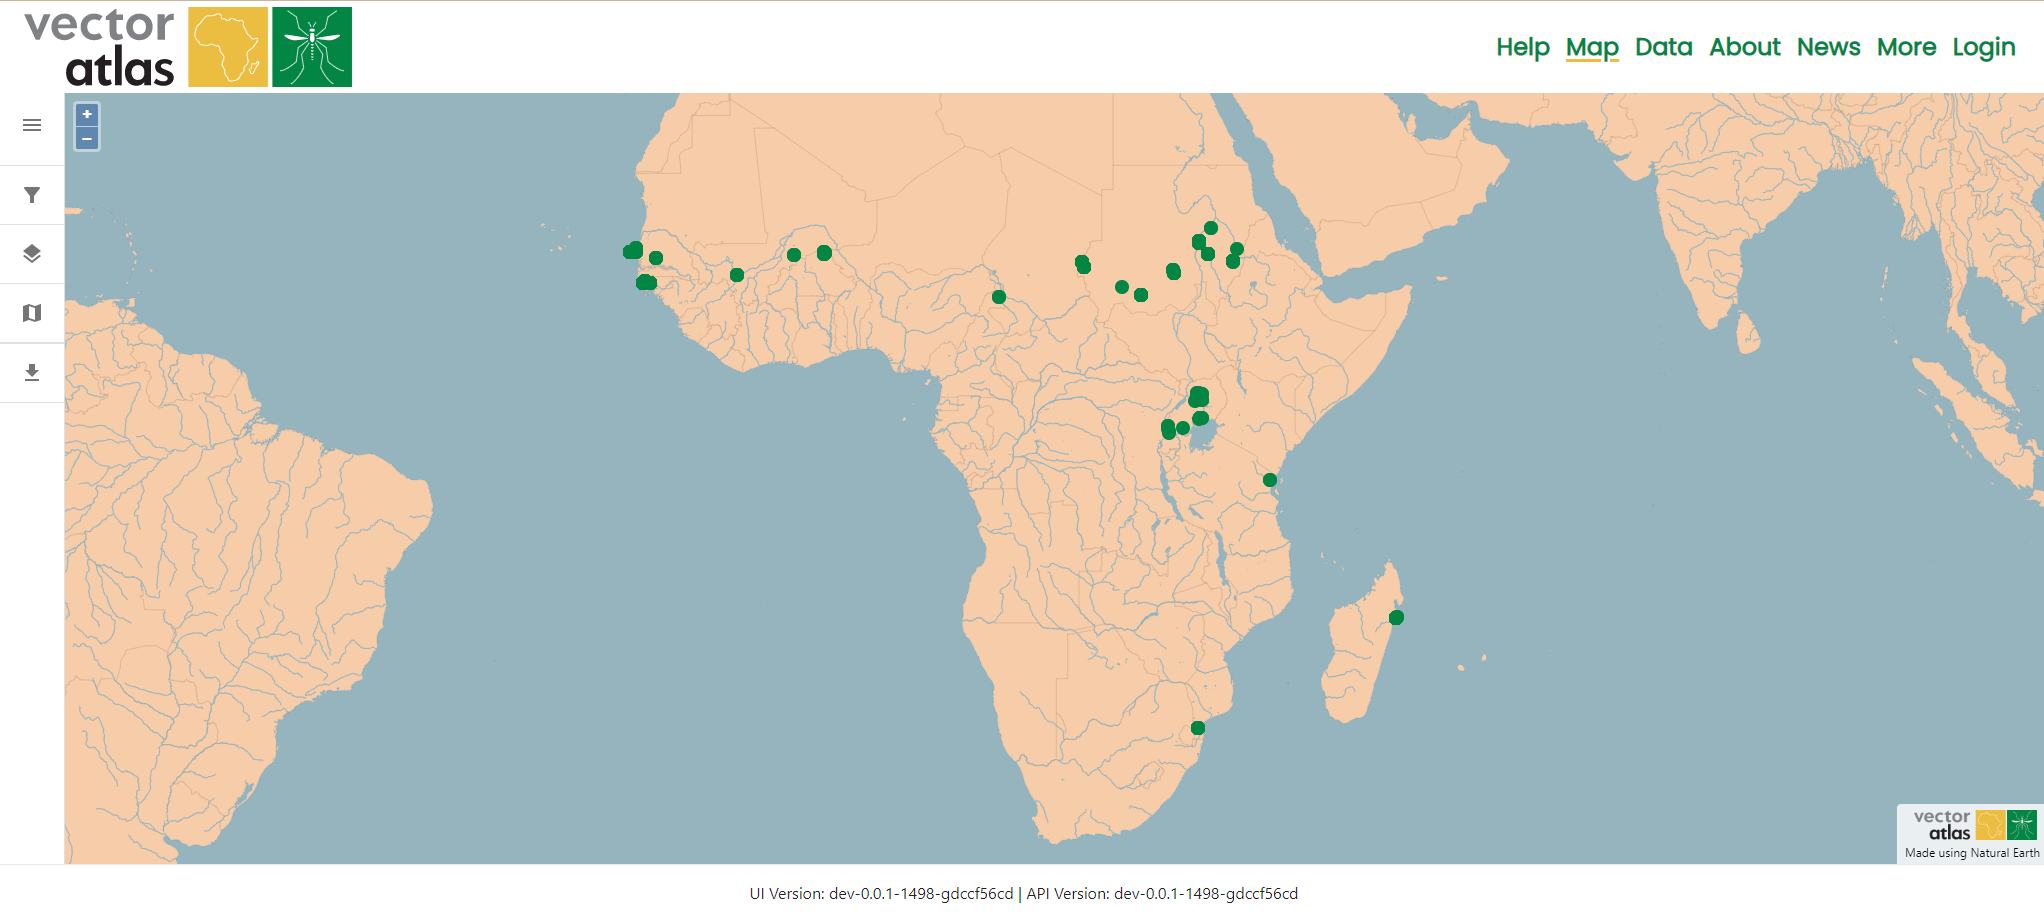 vector
atlas
Help Map Data About News More Login
+
−
vector
atlas
Made using Natural Earth
UI Version: dev-0.0.1-1498-gdccf56cd | API Version: dev-0.0.1-1498-gdccf56cd